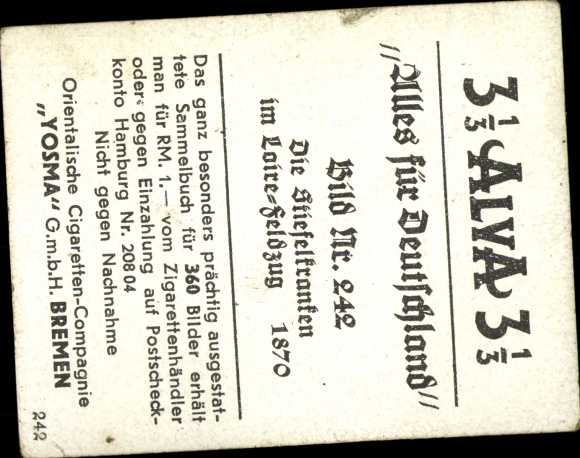 3⅓ ALVA 3⅓
„Alles für Deutschland“
Bild Nr. 242
Die Stiefelkranken
im Loire=Feldzug 1870
Das ganz besonders prächtig ausgestat-
tete Sammelbuch für 360 Bilder erhält
man für RM. 1.— vom Zigarettenhändler
oder gegen Einzahlung auf Postscheck-
konto Hamburg Nr. 20804
Nicht gegen Nachnahme
Orientalische Cigaretten-Compagnie
„YOSMA“ G.m.b.H. BREMEN
242